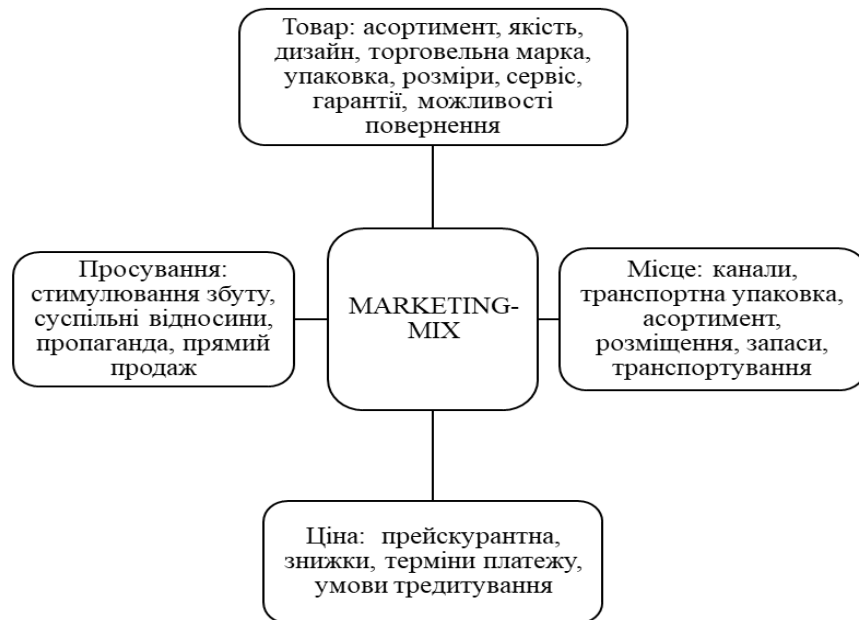 Товар: асортимент, якість,
дизайн, торговельна марка,
упаковка, розміри, сервіс,
гарантії, можливості
повернення
Просування:
стимулювання збуту,
суспільні відносини,
пропаганда, прямий
продаж
MARKETING-
MIX
Місце: канали,
транспортна упаковка,
асортимент,
розміщення, запаси,
транспортування
Ціна: прейскурантна,
знижки, терміни платежу,
умови тредитування